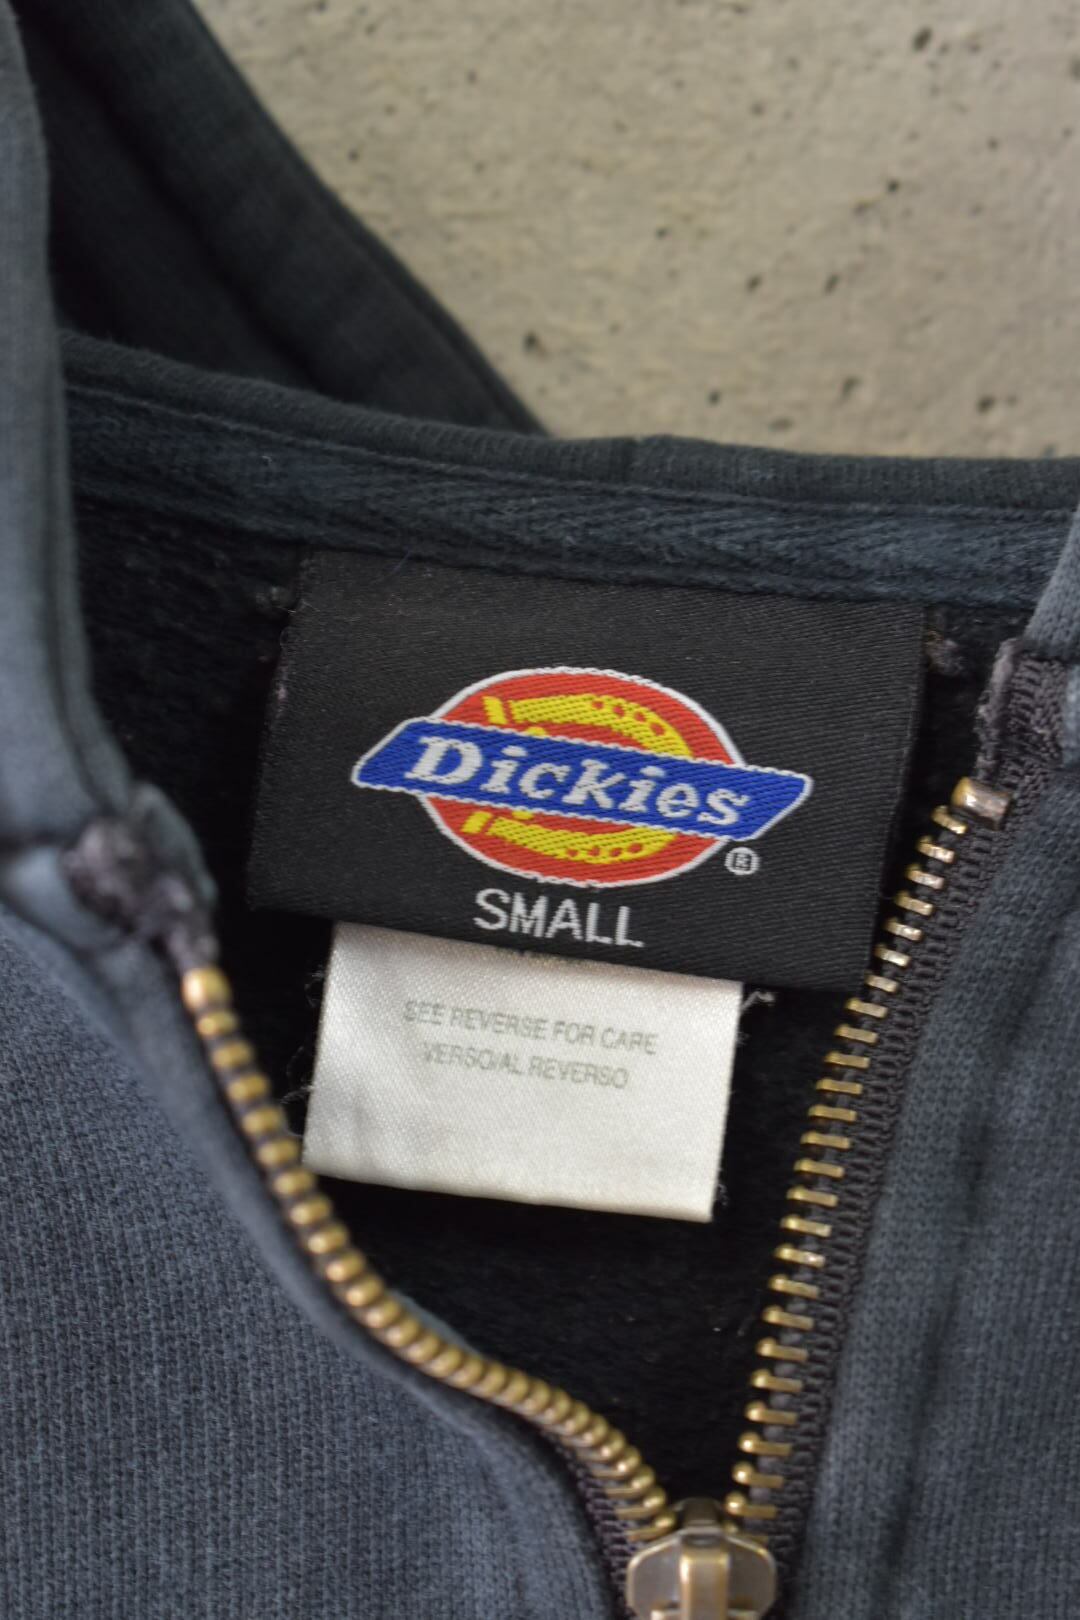 Dickies
®
SMALL
SEE REVERSE FOR CARE
VERSO/AL REVERSO